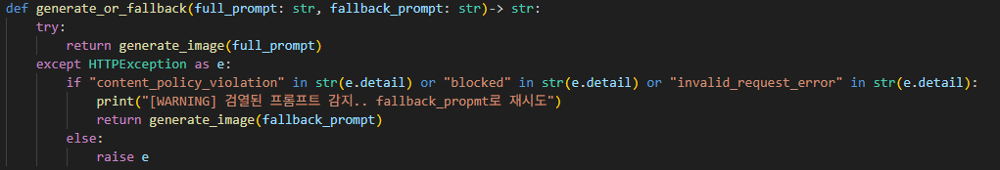 def generate_or_fallback(full_prompt: str, fallback_prompt: str)-> str:
    try:
        return generate_image(full_prompt)
    except HTTPException as e:
        if "content_policy_violation" in str(e.detail) or "blocked" in str(e.detail) or "invalid_request_error" in str(e.detail):
            print("[WARNING] 검열된 프롬프트 감지.. fallback_propmt로 재시도")
            return generate_image(fallback_prompt)
        else:
            raise e